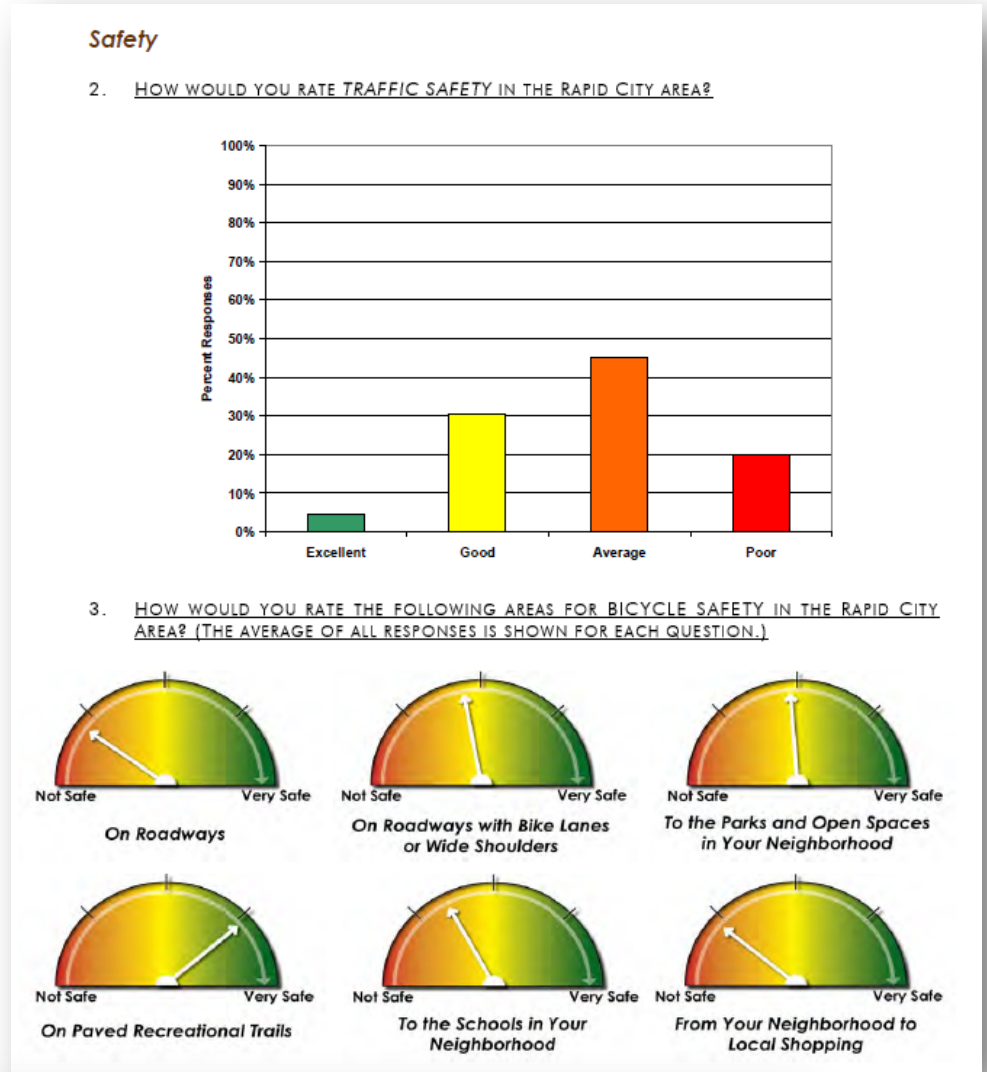 Safety
2. HOW WOULD YOU RATE TRAFFIC SAFETY IN THE RAPID CITY AREA?
100%
90%
80%
70%
60%
50%
40%
30%
20%
10%
0%
Percent Responses
Excellent Good Average Poor
3. HOW WOULD YOU RATE THE FOLLOWING AREAS FOR BICYCLE SAFETY IN THE RAPID CITY
AREA? (THE AVERAGE OF ALL RESPONSES IS SHOWN FOR EACH QUESTION.)
Not Safe Very Safe
On Roadways
Not Safe Very Safe
On Roadways with Bike Lanes
or Wide Shoulders
Not Safe Very Safe
To the Parks and Open Spaces
in Your Neighborhood
Not Safe Very Safe
On Paved Recreational Trails
Not Safe Very Safe
To the Schools in Your
Neighborhood
Not Safe Very Safe
From Your Neighborhood to
Local Shopping